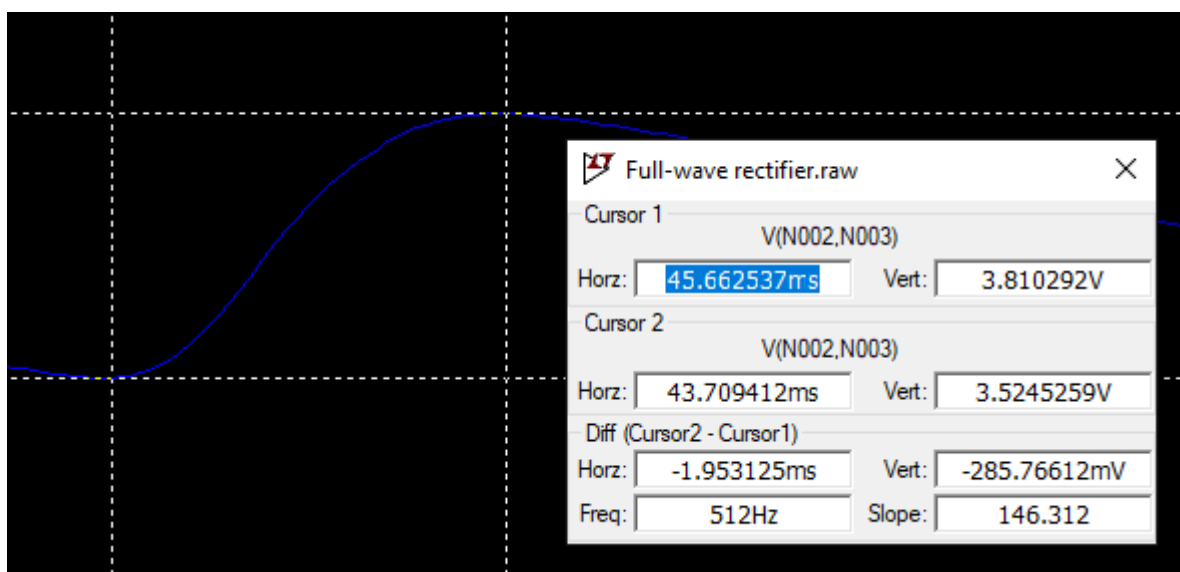 Full-wave rectifier.raw
Cursor 1
V(N002,N003)
Horz: 45.662537ms Vert: 3.810292V
Cursor 2
V(N002,N003)
Horz: 43.709412ms Vert: 3.5245259V
Diff (Cursor2 - Cursor1)
Horz: -1.953125ms Vert: -285.76612mV
Freq: 512Hz Slope: 146.312